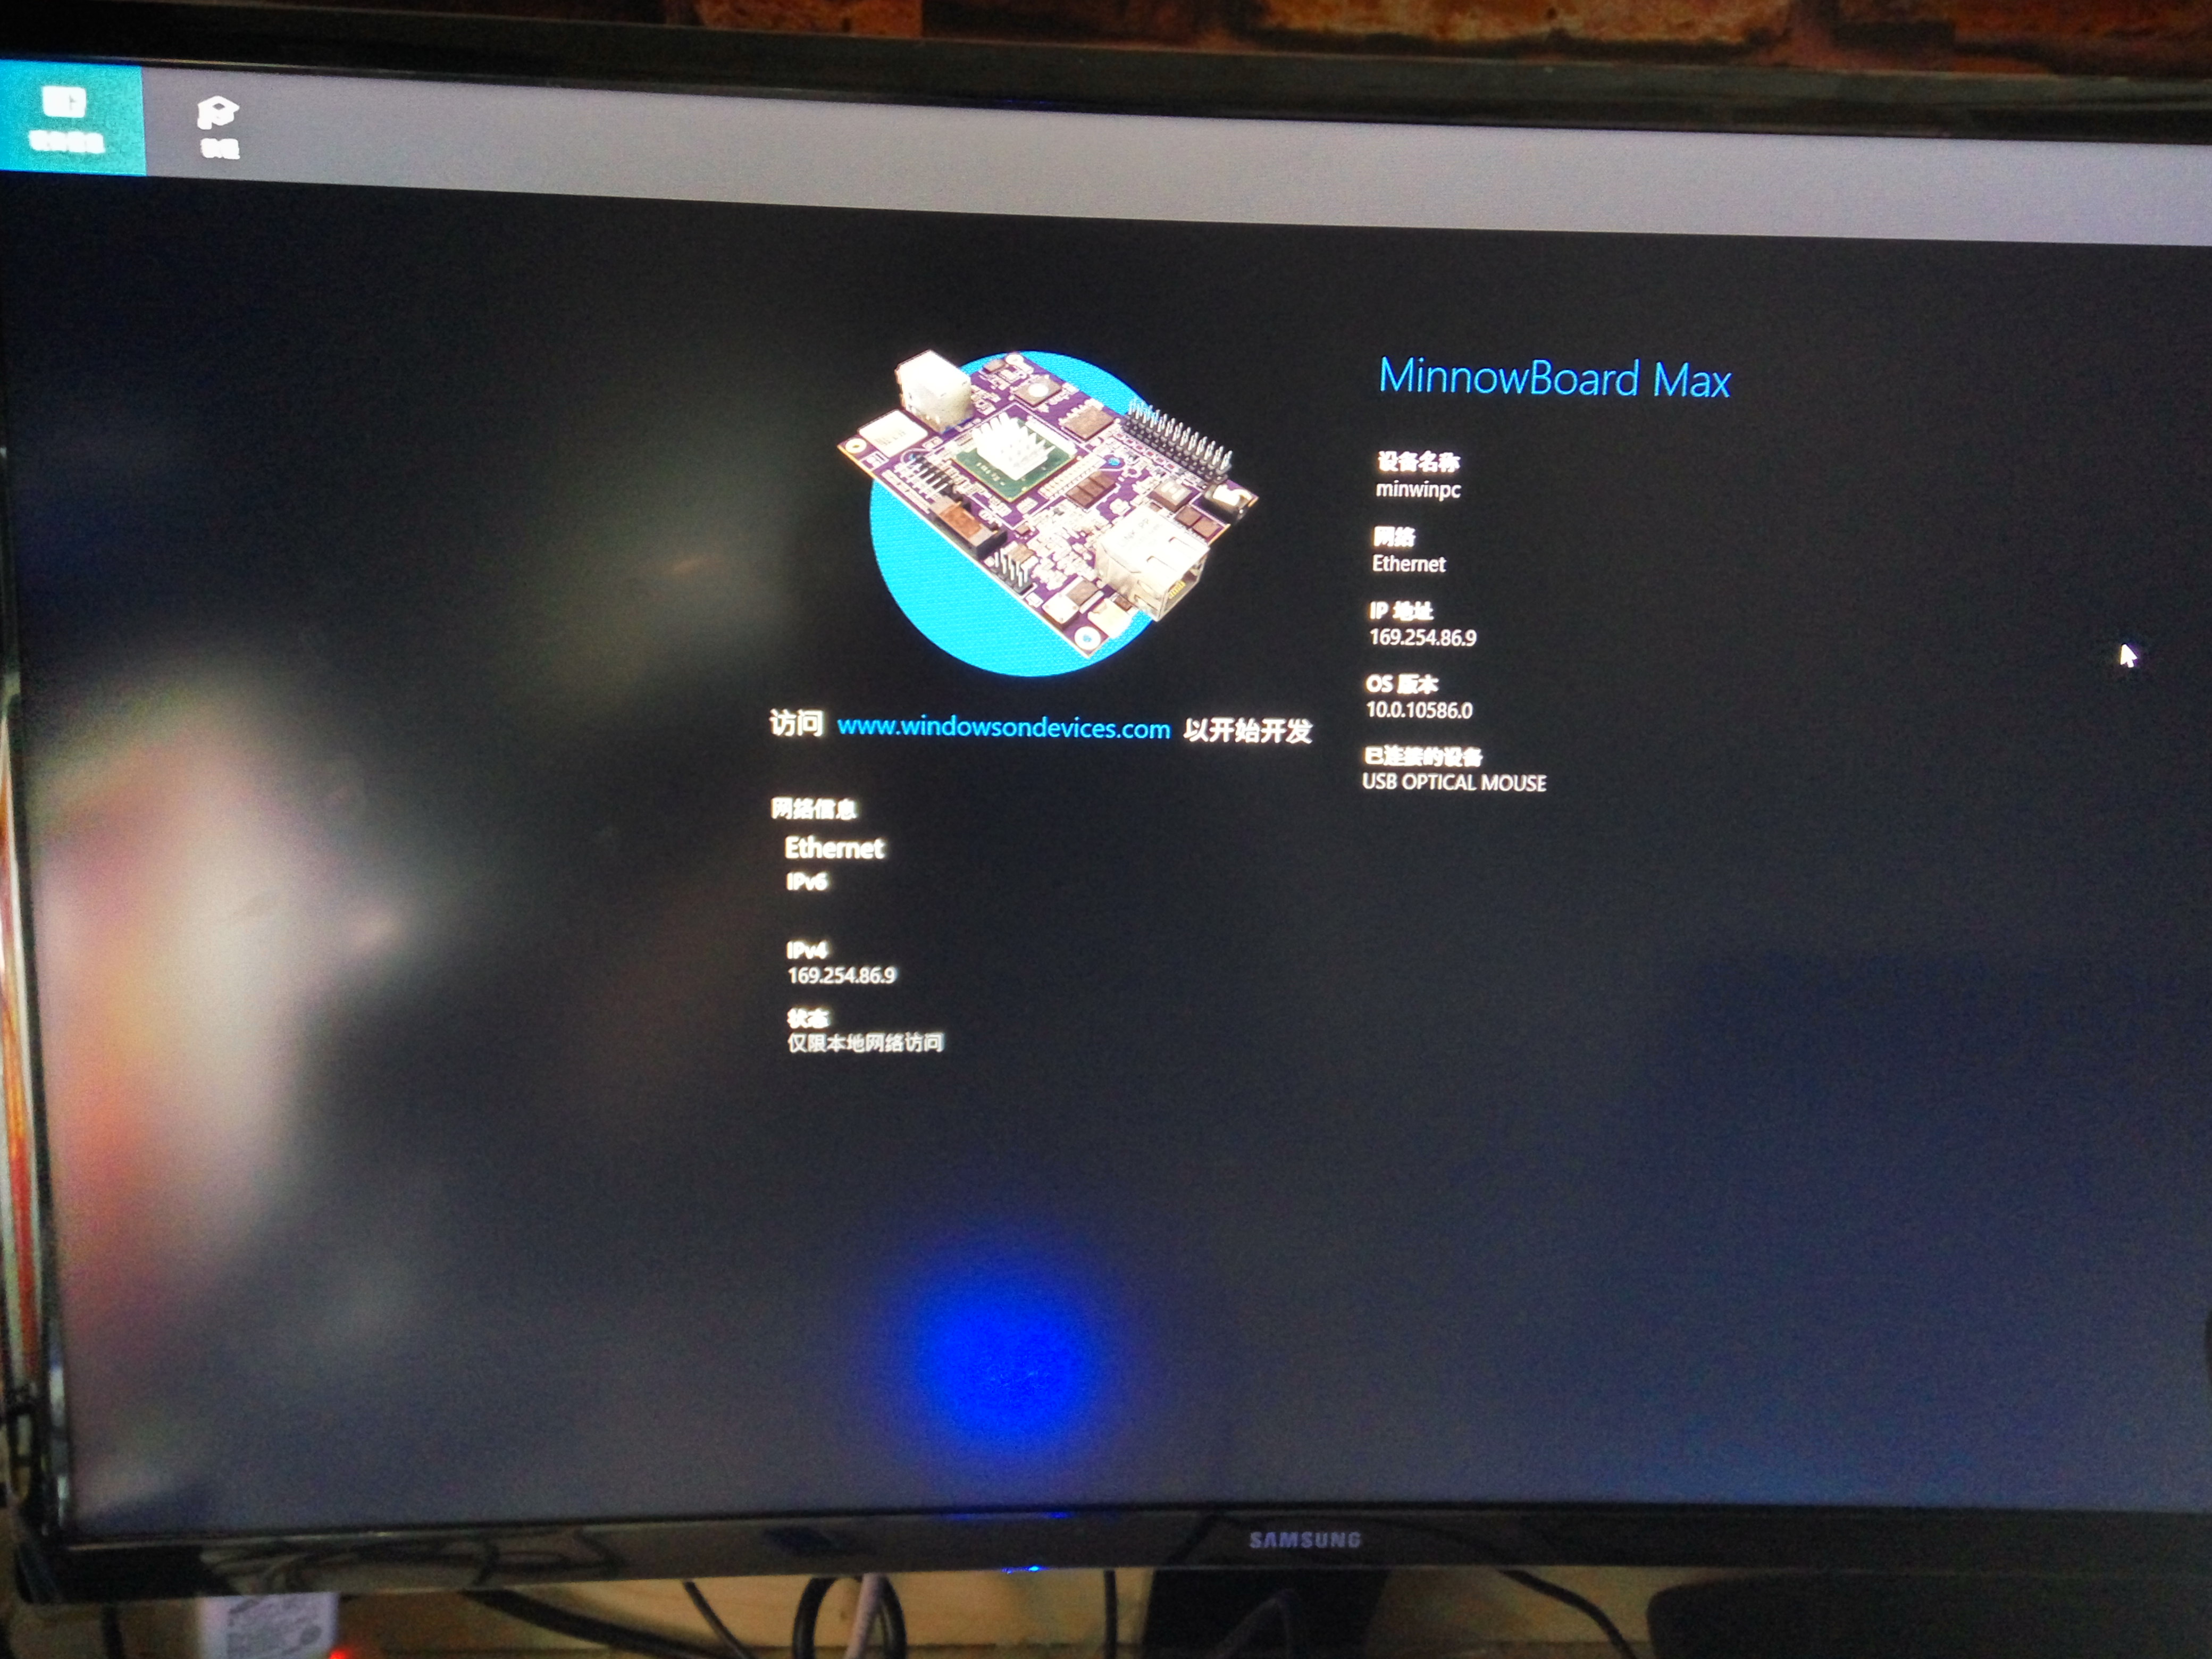 MinnowBoard Max
设备名称
minwinpc
网络
Ethernet
IP 地址
169.254.86.9
OS 版本
10.0.10586.0
已连接的设备
USB OPTICAL MOUSE
访问 www.windowsondevices.com 以开始开发
网络信息
Ethernet
IPv6
IPv4
169.254.86.9
状态
仅限本地网络访问
SAMSUNG